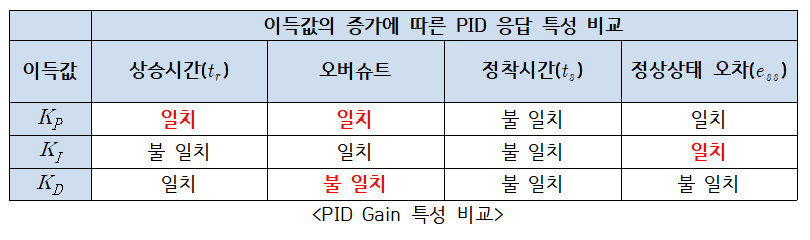 이득값의 증가에 따른 PID 응답 특성 비교
이득값 상승시간(t_r) 오버슈트 정착시간(t_s) 정상상태 오차(e_ss)
K_P 일치 일치 불 일치 일치
K_I 불 일치 일치 불 일치 일치
K_D 일치 불 일치 불 일치 불 일치
<PID Gain 특성 비교>